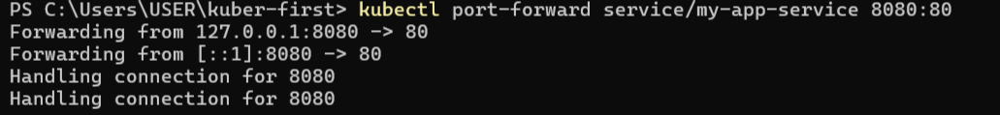 PS C:\Users\USER\kuber-first> kubectl port-forward service/my-app-service 8080:80
Forwarding from 127.0.0.1:8080 -> 80
Forwarding from [::1]:8080 -> 80
Handling connection for 8080
Handling connection for 8080